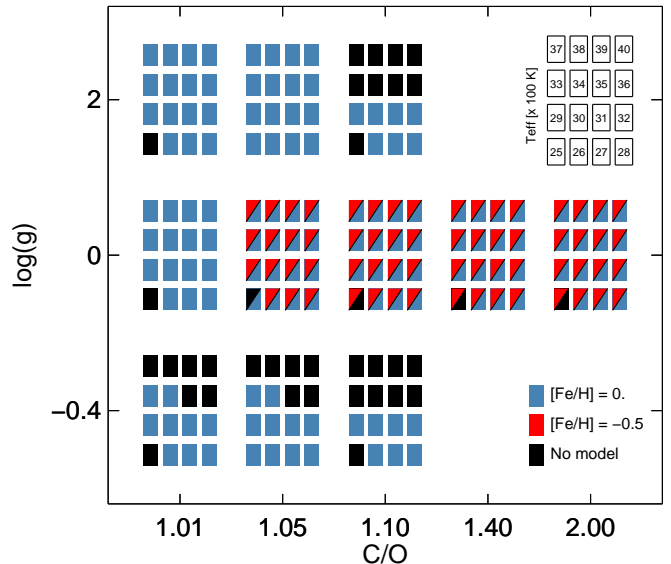 37 38 39 40
33 34 35 36
29 30 31 32
25 26 27 28
Teff [x 100 K]
2
0
−0.4
log(g)
[Fe/H] = 0.
[Fe/H] = −0.5
No model
1.01 1.05 1.10 1.40 2.00
C/O